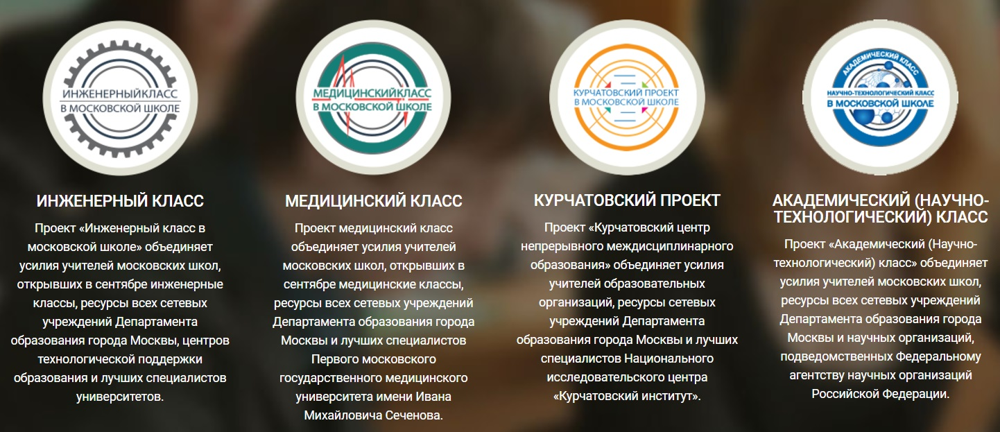 ИНЖЕНЕРНЫЙКЛАСС
В МОСКОВСКОЙ ШКОЛЕ
ИНЖЕНЕРНЫЙ КЛАСС
Проект «Инженерный класс в
московской школе» объединяет
усилия учителей московских школ,
открывших в сентябре инженерные
классы, ресурсы всех сетевых
учреждений Департамента
образования города Москвы, центров
технологической поддержки
образования и лучших специалистов
университетов.
МЕДИЦИНСКИЙКЛАСС
В МОСКОВСКОЙ ШКОЛЕ
МЕДИЦИНСКИЙ КЛАСС
Проект медицинский класс
объединяет усилия учителей
московских школ, открывших в
сентябре медицинские классы,
ресурсы всех сетевых учреждений
Департамента образования города
Москвы и лучших специалистов
Первого московского
государственного медицинского
университета имени Ивана
Михайловича Сеченова.
КУРЧАТОВСКИЙ ПРОЕКТ
В МОСКОВСКОЙ ШКОЛЕ
КУРЧАТОВСКИЙ ПРОЕКТ
Проект «Курчатовский центр
непрерывного междисциплинарного
образования» объединяет усилия
учителей образовательных
организаций, ресурсы сетевых
учреждений Департамента
образования города Москвы и лучших
специалистов Национального
исследовательского центра
«Курчатовский институт».
АКАДЕМИЧЕСКИЙ КЛАСС
НАУЧНО-ТЕХНОЛОГИЧЕСКИЙ КЛАСС
В МОСКОВСКОЙ ШКОЛЕ
АКАДЕМИЧЕСКИЙ (НАУЧНО-
ТЕХНОЛОГИЧЕСКИЙ) КЛАСС
Проект «Академический (Научно-
технологический) класс» объединяет
усилия учителей московских школ,
ресурсы всех сетевых учреждений
Департамента образования города
Москвы и научных организаций,
подведомственных Федеральному
агентству научных организаций
Российской Федерации.